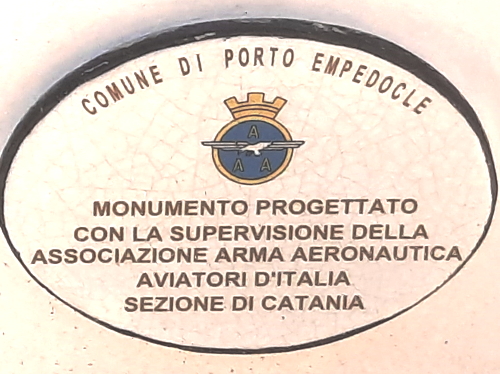 COMUNE DI PORTO EMPEDOCLE
A
A A
MONUMENTO PROGETTATO
CON LA SUPERVISIONE DELLA
ASSOCIAZIONE ARMA AERONAUTICA
AVIATORI D'ITALIA
SEZIONE DI CATANIA